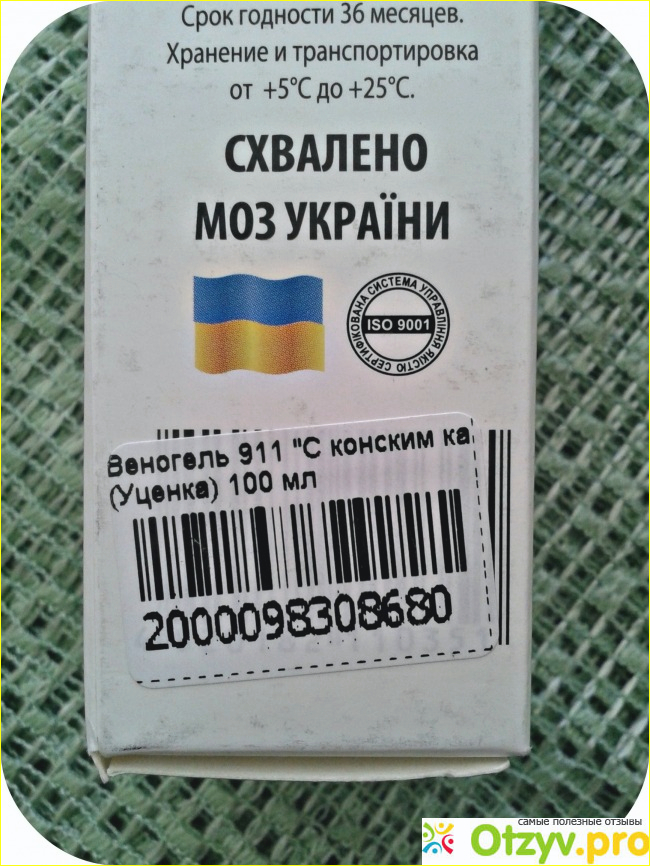 Срок годности 36 месяцев.
Хранение и транспортировка
от +5°С до +25°С.
СХВАЛЕНО
МОЗ УКРАЇНИ
СЕРТИФІКОВАНА СИСТЕМА УПРАВЛІННЯ ЯКІСТЮ
ISO 9001
Веногель 911 "С конским ка
(Уценка) 100 мл
2000098308680
самые полезные отзывы
Otzyv.pro